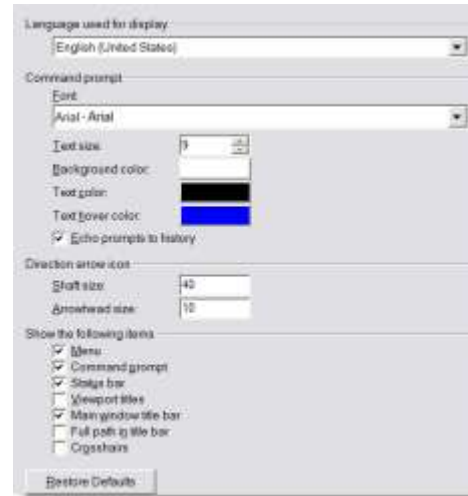 Language used for display
English (United States)
Command prompt
Font
Arial - Arial
Text size: 9
Background color:
Text color:
Text hover color:
Echo prompts to history
Direction arrow icon
Shaft size: 40
Arrowhead size: 10
Show the following items
Menu
Command prompt
Status bar
Viewport titles
Main window title bar
Full path in title bar
Crosshairs
Restore Defaults